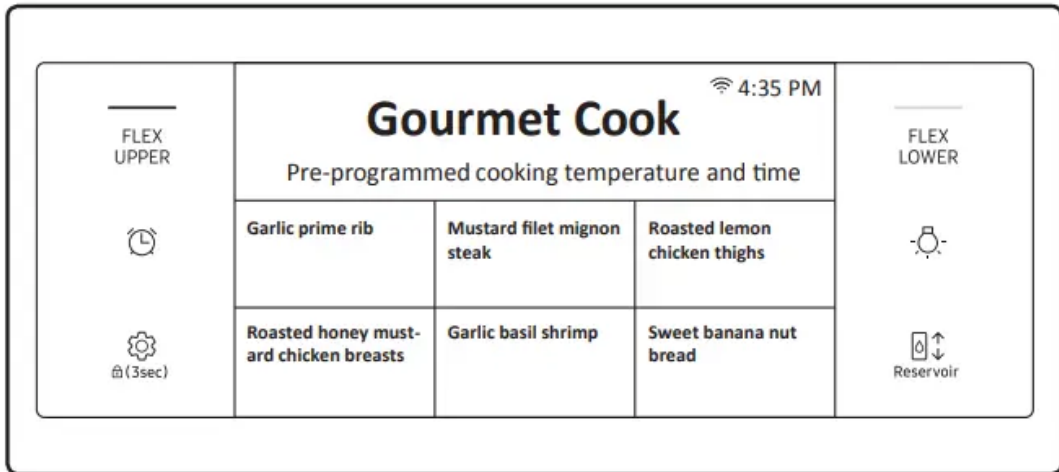 FLEX
UPPER
(3sec)
4:35 PM
Gourmet Cook
Pre-programmed cooking temperature and time
Garlic prime rib
Mustard filet mignon
steak
Roasted lemon
chicken thighs
Roasted honey must-
ard chicken breasts
Garlic basil shrimp
Sweet banana nut
bread
FLEX
LOWER
Reservoir